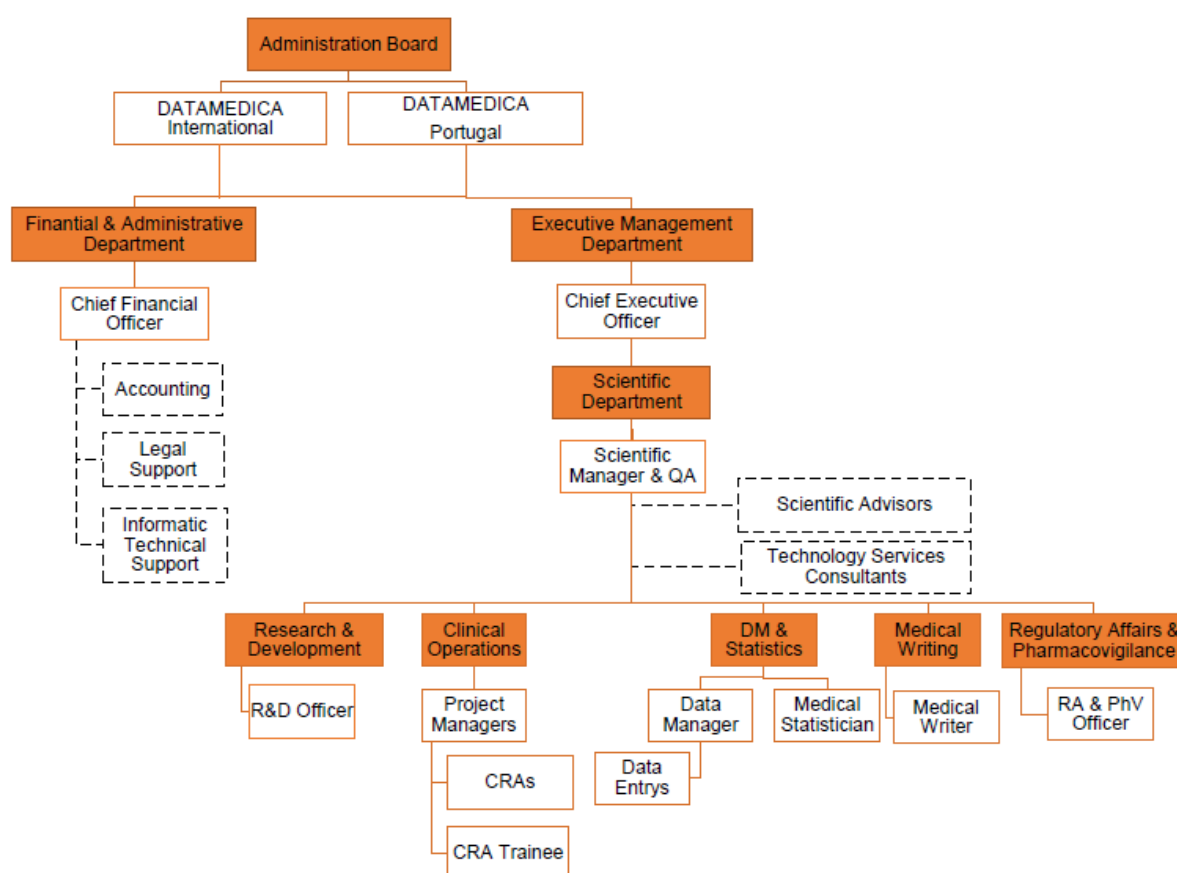 Administration Board
DATAMEDICA
International
DATAMEDICA
Portugal
Finantial & Administrative
Department
Executive Management
Department
Chief Financial
Officer
Chief Executive
Officer
Accounting
Scientific
Department
Legal
Support
Scientific
Manager & QA
Informatic
Technical
Support
Scientific Advisors
Technology Services
Consultants
Research &
Development
Clinical
Operations
DM &
Statistics
Medical
Writing
Regulatory Affairs &
Pharmacovigilance
R&D Officer
Project
Managers
Data
Manager
Medical
Statistician
Medical
Writer
RA & PhV
Officer
CRAs
Data
Entrys
CRA Trainee